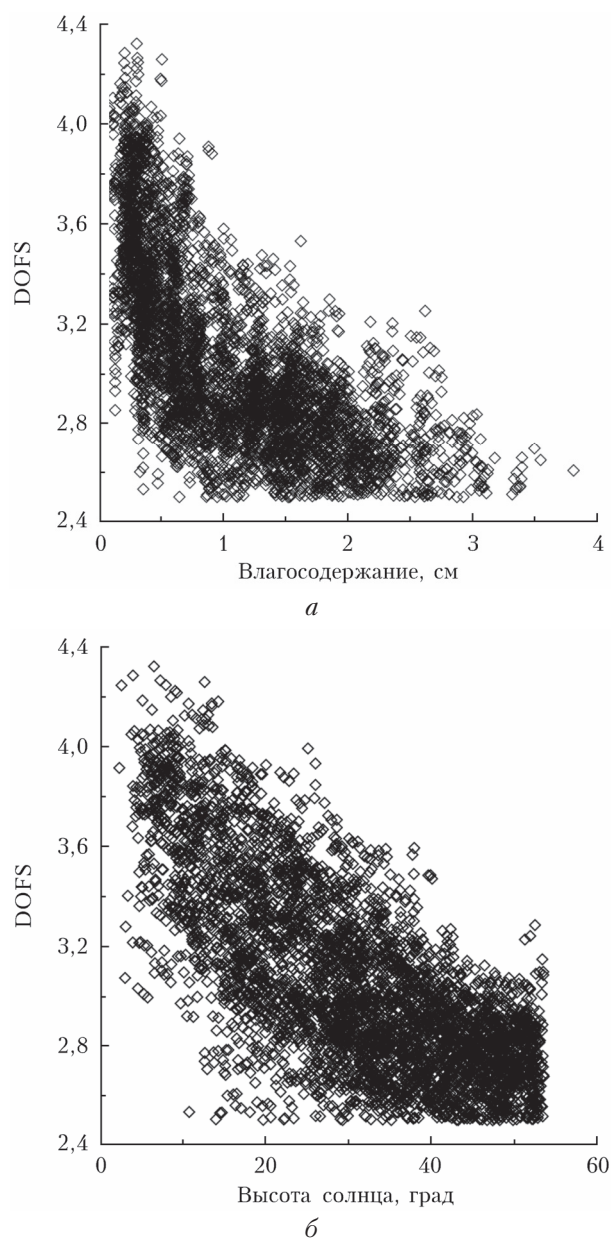 4,4
4,0
3,6
3,2
2,8
2,4
DOFS
0 1 2 3 4
Влагосодержание, см
а
4,4
4,0
3,6
3,2
2,8
2,4
DOFS
0 20 40 60
Высота солнца, град
б